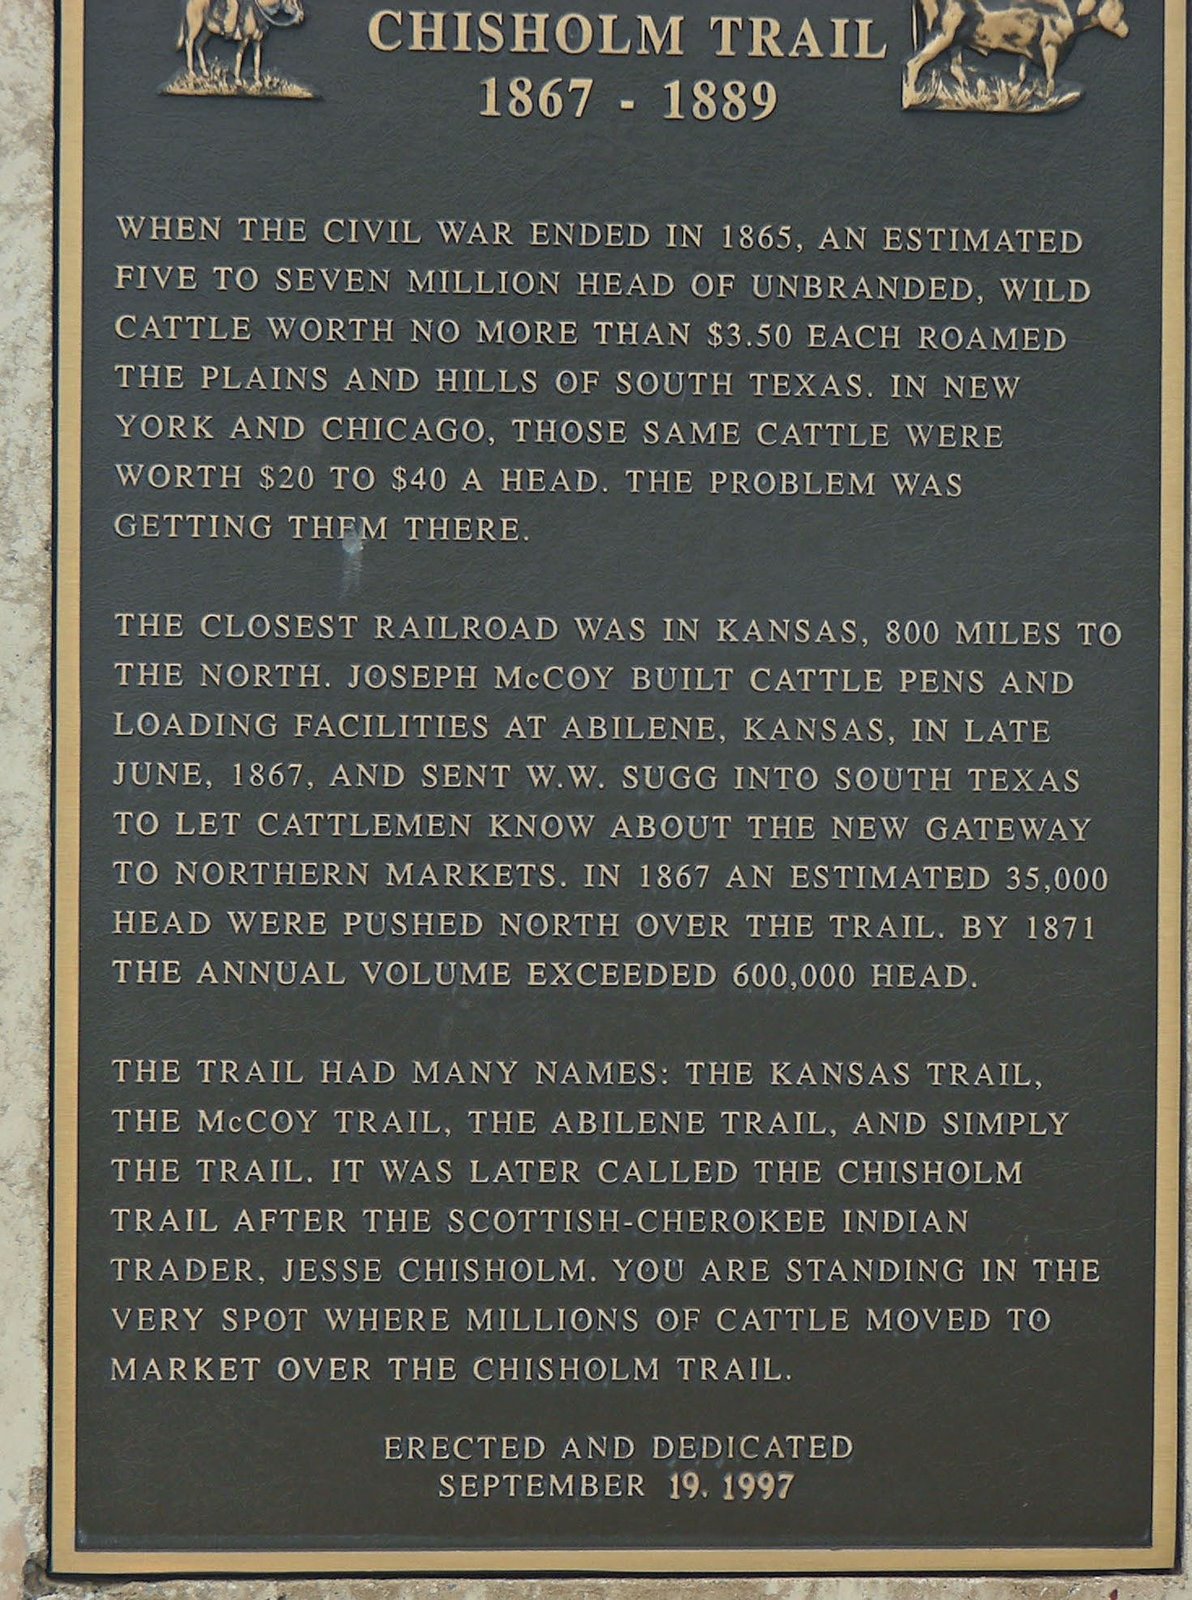 CHISHOLM TRAIL
1867 - 1889
WHEN THE CIVIL WAR ENDED IN 1865, AN ESTIMATED
FIVE TO SEVEN MILLION HEAD OF UNBRANDED, WILD
CATTLE WORTH NO MORE THAN $3.50 EACH ROAMED
THE PLAINS AND HILLS OF SOUTH TEXAS. IN NEW
YORK AND CHICAGO, THOSE SAME CATTLE WERE
WORTH $20 TO $40 A HEAD. THE PROBLEM WAS
GETTING THEM THERE.
THE CLOSEST RAILROAD WAS IN KANSAS, 800 MILES TO
THE NORTH. JOSEPH McCOY BUILT CATTLE PENS AND
LOADING FACILITIES AT ABILENE, KANSAS, IN LATE
JUNE, 1867, AND SENT W.W. SUGG INTO SOUTH TEXAS
TO LET CATTLEMEN KNOW ABOUT THE NEW GATEWAY
TO NORTHERN MARKETS. IN 1867 AN ESTIMATED 35,000
HEAD WERE PUSHED NORTH OVER THE TRAIL. BY 1871
THE ANNUAL VOLUME EXCEEDED 600,000 HEAD.
THE TRAIL HAD MANY NAMES: THE KANSAS TRAIL,
THE McCOY TRAIL, THE ABILENE TRAIL, AND SIMPLY
THE TRAIL. IT WAS LATER CALLED THE CHISHOLM
TRAIL AFTER THE SCOTTISH-CHEROKEE INDIAN
TRADER, JESSE CHISHOLM. YOU ARE STANDING IN THE
VERY SPOT WHERE MILLIONS OF CATTLE MOVED TO
MARKET OVER THE CHISHOLM TRAIL.
ERECTED AND DEDICATED
SEPTEMBER 19, 1997